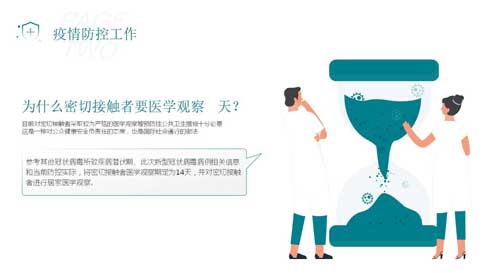 PAGE
TWO
疫情防控工作
为什么密切接触者要医学观察 天？
目前对密切接触者采取较为严格的医学观察等预防性公共卫生措施十分必要
这是一种对公众健康安全负责任的态度，也是国际社会通行的做法
参考其他冠状病毒所致疾病潜伏期、此次新型冠状病毒病例相关信息
和当前防控实际，将密切接触者医学观察期定为14天，并对密切接触
者进行居家医学观察。